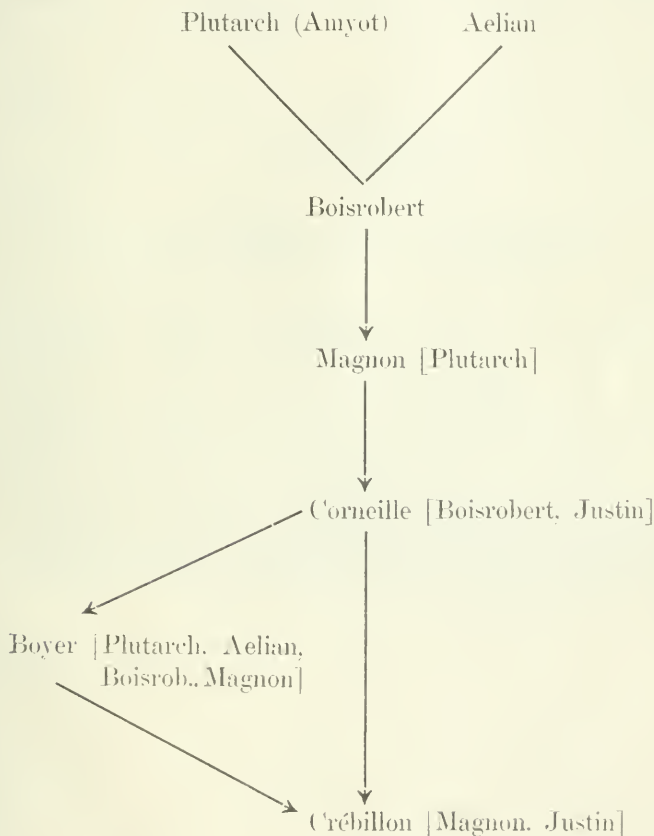 Plutarch (Amyot) Aelian
Boisrobert
Magnon [Plutarch]
Corneille [Boisrobert, Justin]
Boyer [Plutarch, Aelian,
Boisrob., Magnon]
Crébillon [Magnon, Justin]